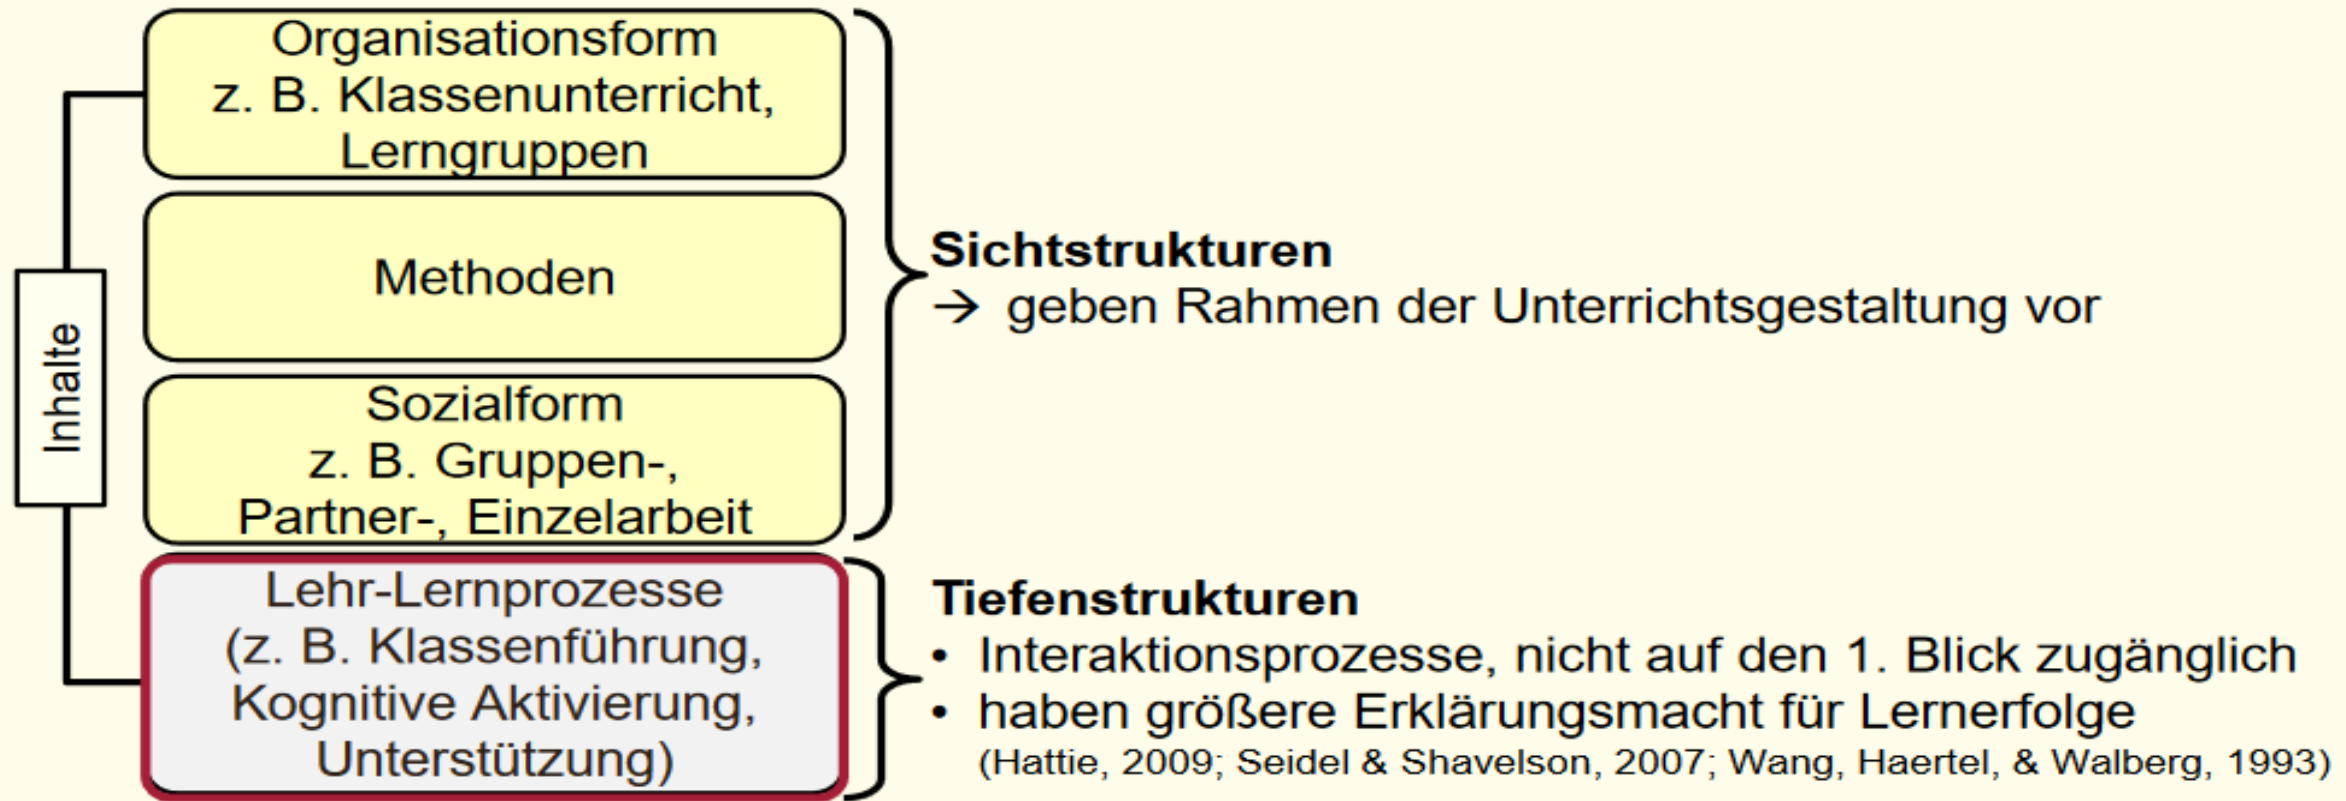 Organisationsform
z. B. Klassenunterricht,
Lerngruppen
Methoden
Sozialform
z. B. Gruppen-,
Partner-, Einzelarbeit
Inhalte
Lehr-Lernprozesse
(z. B. Klassenführung,
Kognitive Aktivierung,
Unterstützung)
Sichtstrukturen
→ geben Rahmen der Unterrichtsgestaltung vor
Tiefenstrukturen
• Interaktionsprozesse, nicht auf den 1. Blick zugänglich
• haben größere Erklärungsmacht für Lernerfolge
(Hattie, 2009; Seidel & Shavelson, 2007; Wang, Haertel, & Walberg, 1993)